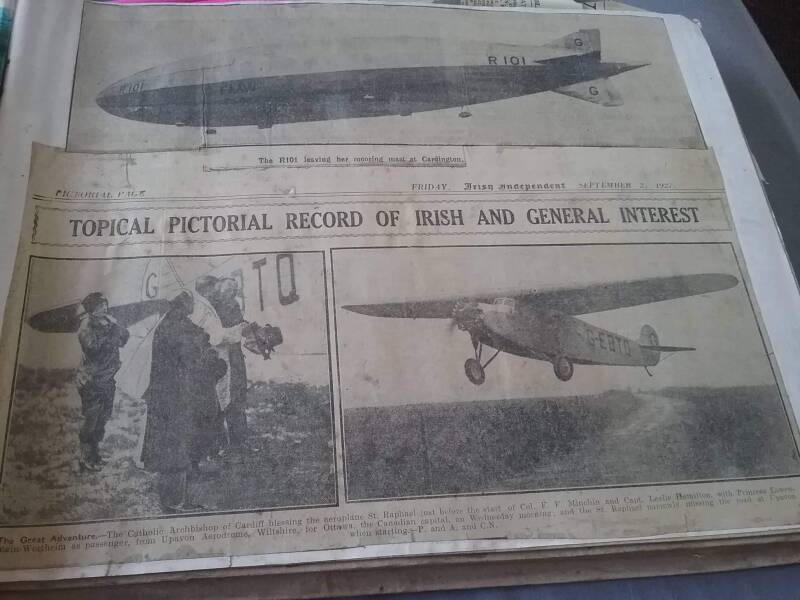 R 101
G
R101
G
The R101 leaving her mooring mast at Cardington.
PICTORIAL PAGE FRIDAY, Irish Independent SEPTEMBER 2, 1927.
TOPICAL PICTORIAL RECORD OF IRISH AND GENERAL INTEREST
G EBTQ
G-EBTQ
The Great Adventure.—The Catholic Archbishop of Cardiff blessing the aeroplane St. Raphael just before the start of Col. F. F. Minchin and Capt. Leslie Hamilton, with Princess Lowen-
stein-Wertheim as passenger, from Upavon Aerodrome, Wiltshire, for Ottawa, the Canadian capital, on Wednesday morning, and the St. Raphael narrowly missing the road at Upavon
when starting.—P. and A. and C.N.